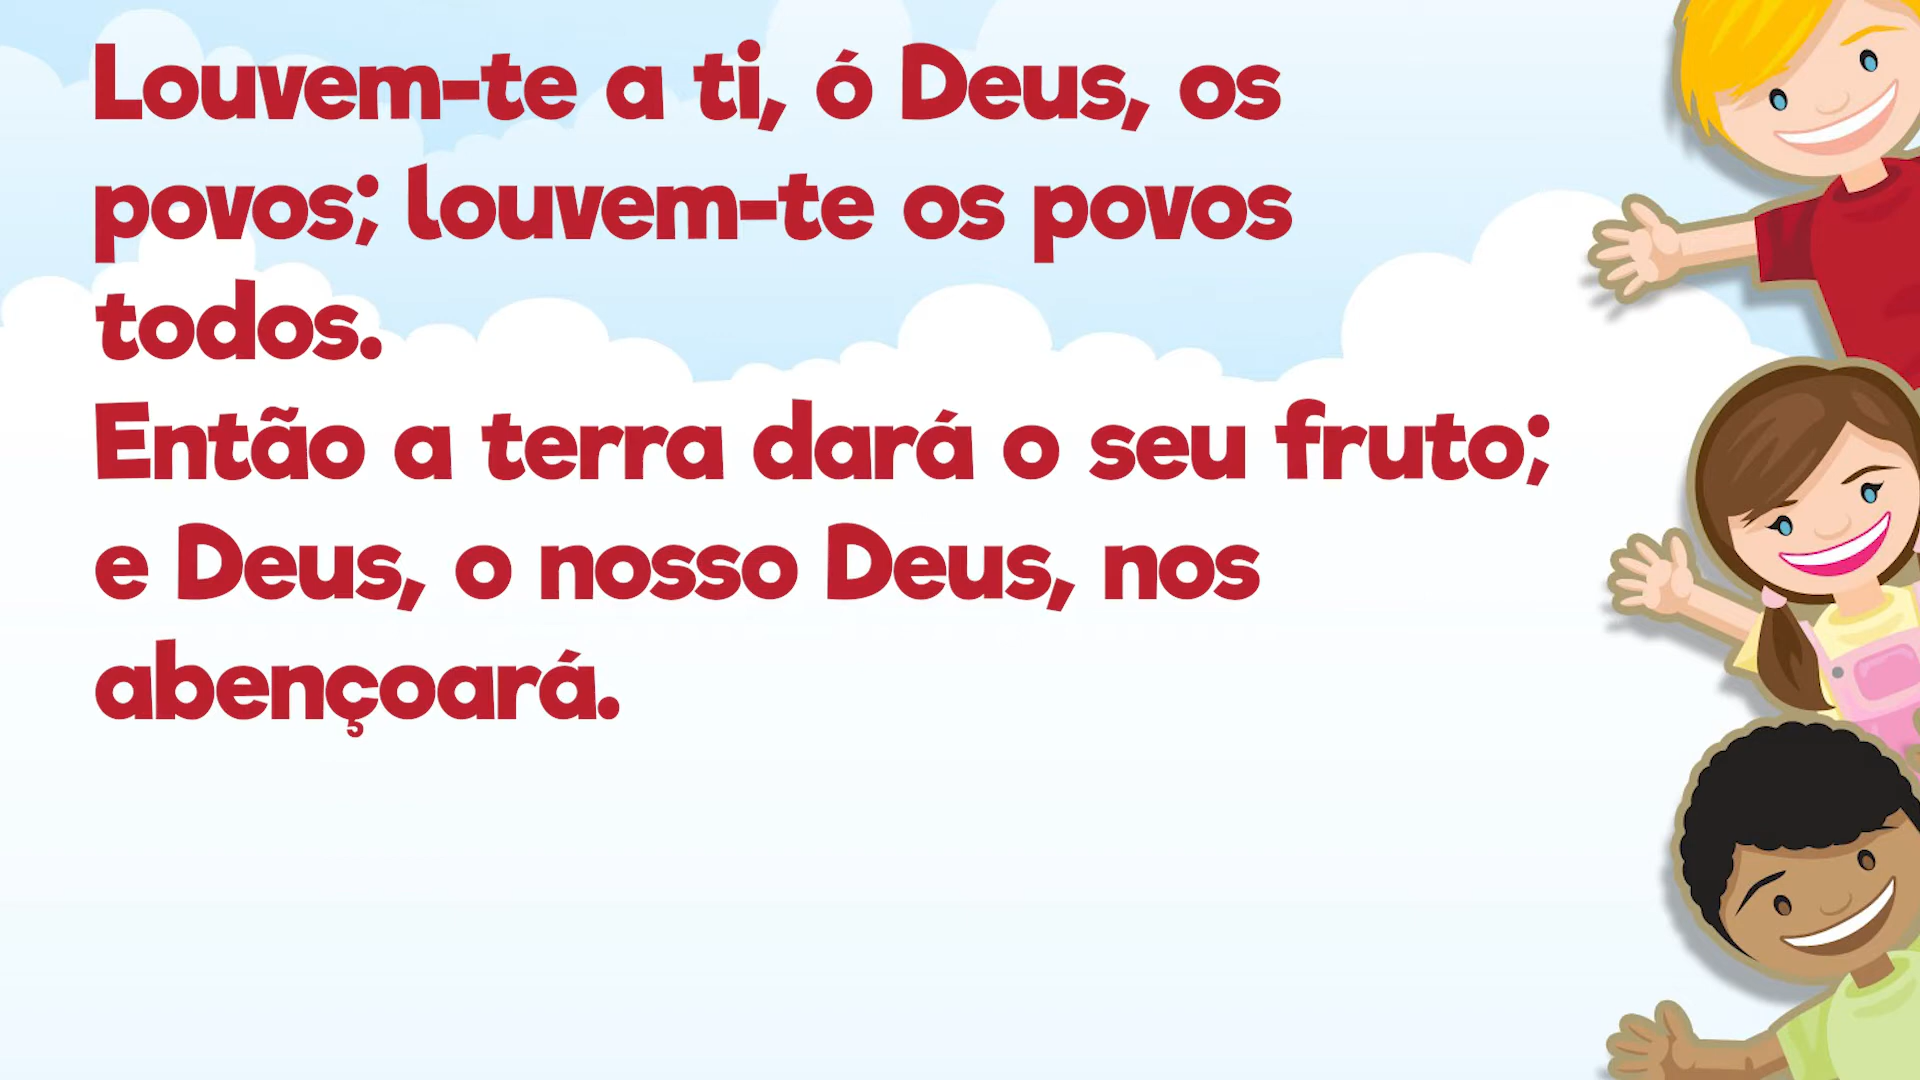 Louvem-te a ti, ó Deus, os
povos; louvem-te os povos
todos.
Então a terra dará o seu fruto;
e Deus, o nosso Deus, nos
abençoará.